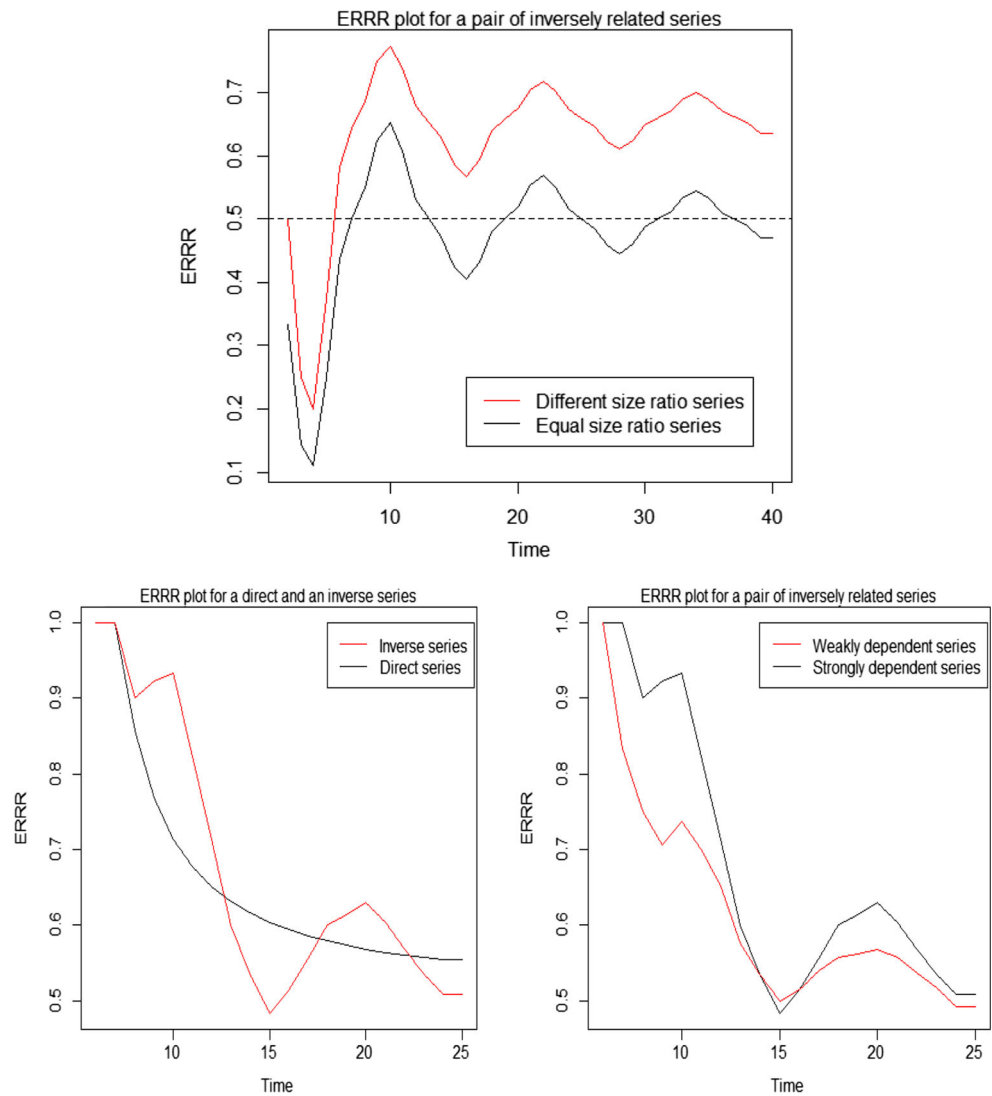 ERRR plot for a pair of inversely related series
ERRR
0.7
0.6
0.5
0.4
0.3
0.2
0.1
Different size ratio series
Equal size ratio series
10
20
30
40
Time
ERRR plot for a direct and an inverse series
ERRR
1.0
0.9
0.8
0.7
0.6
0.5
Inverse series
Direct series
10
15
20
25
Time
ERRR plot for a pair of inversely related series
ERRR
1.0
0.9
0.8
0.7
0.6
0.5
Weakly dependent series
Strongly dependent series
10
15
20
25
Time